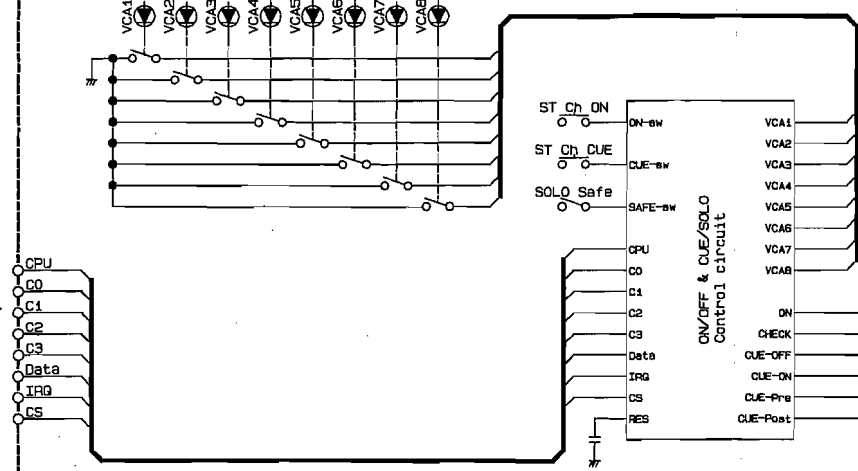 VCA1
VCA2
VCA3
VCA4
VCA5
VCA6
VCA7
VCA8
ST Ch ON
ST Ch CUE
SOLO Safe
ON-sw
CUE-sw
SAFE-sw
CPU
C0
C1
C2
C3
Data
IRQ
CS
RES
ON/OFF & CUE/SOLO
Control circuit
VCA1
VCA2
VCA3
VCA4
VCA5
VCA6
VCA7
VCA8
ON
CHECK
CUE-OFF
CUE-ON
CUE-Pre
CUE-Post
CPU
C0
C1
C2
C3
Data
IRQ
CS